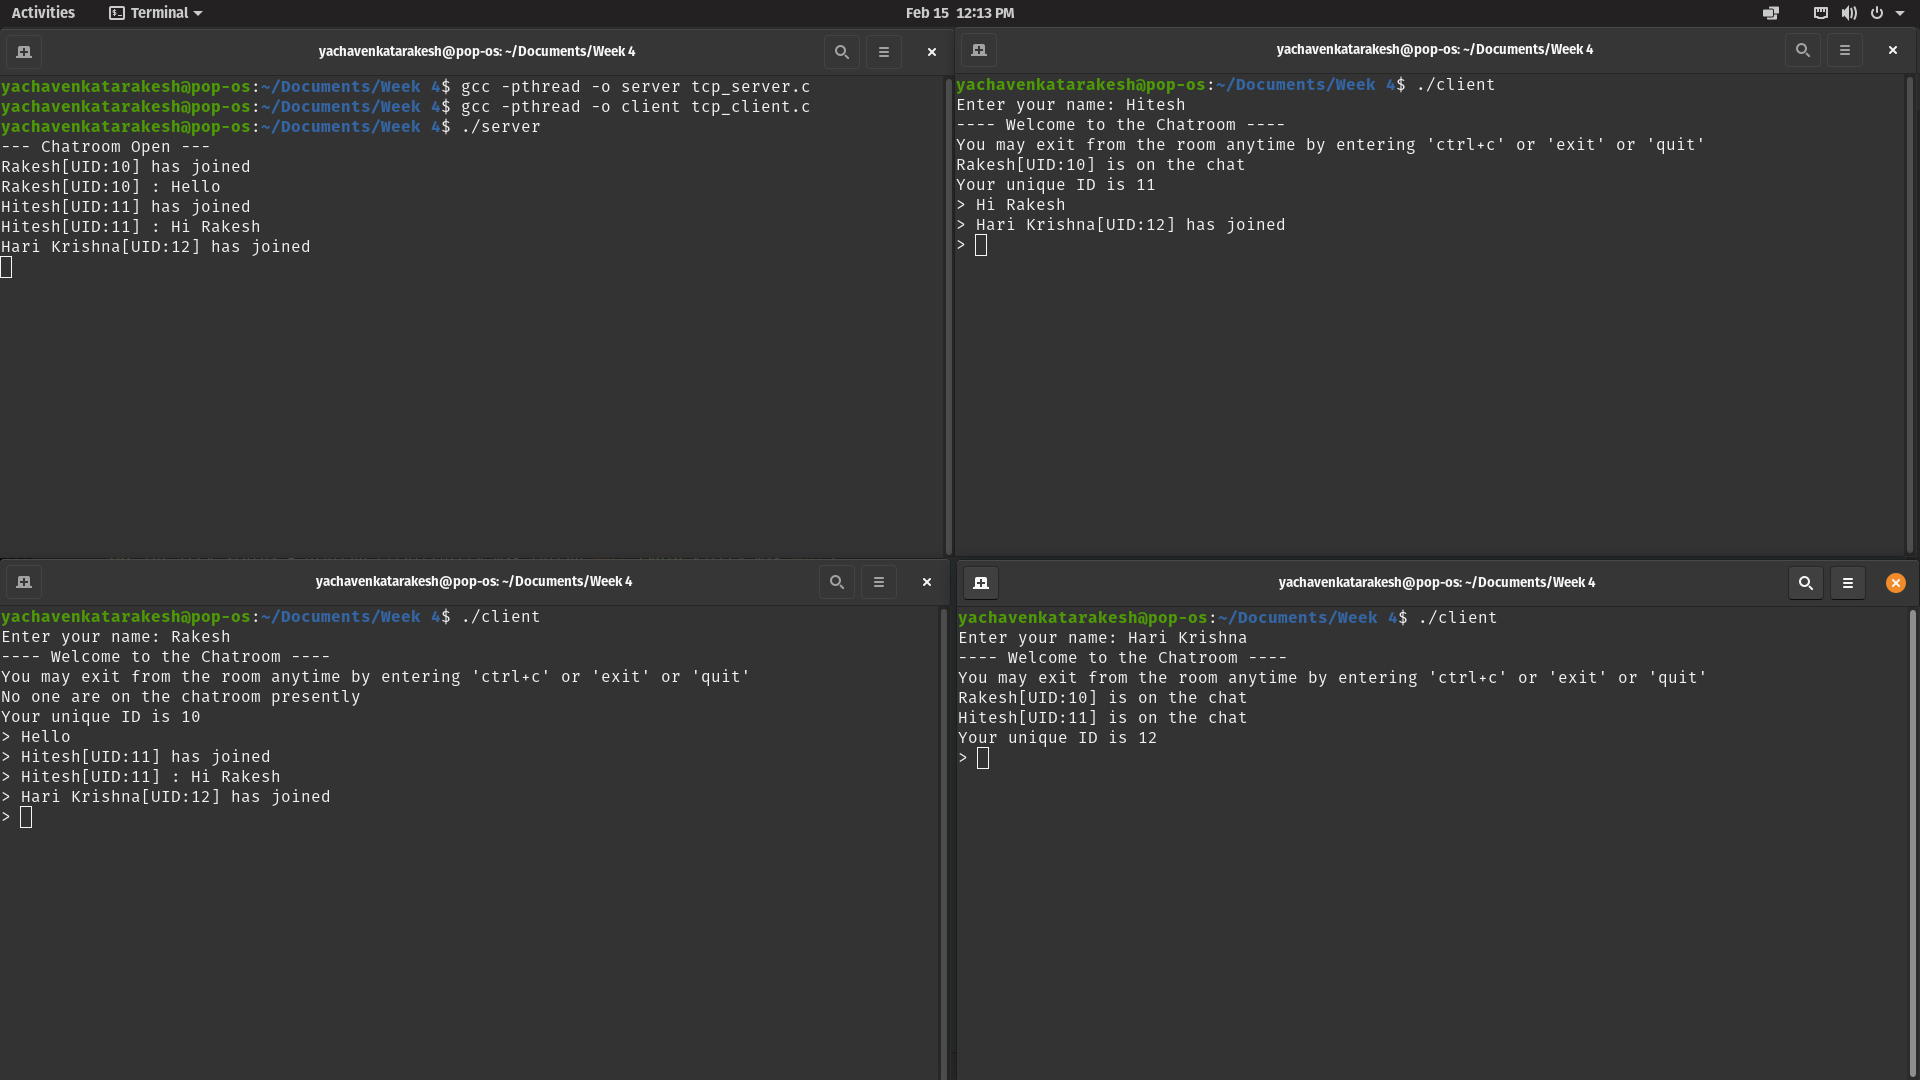 Activities Terminal Feb 15 12:13 PM
yachavenkatarakesh@pop-os: ~/Documents/Week 4
yachavenkatarakesh@pop-os:~/Documents/Week 4$ gcc -pthread -o server tcp_server.c
yachavenkatarakesh@pop-os:~/Documents/Week 4$ gcc -pthread -o client tcp_client.c
yachavenkatarakesh@pop-os:~/Documents/Week 4$ ./server
--- Chatroom Open ---
Rakesh[UID:10] has joined
Rakesh[UID:10] : Hello
Hitesh[UID:11] has joined
Hitesh[UID:11] : Hi Rakesh
Hari Krishna[UID:12] has joined
yachavenkatarakesh@pop-os: ~/Documents/Week 4
yachavenkatarakesh@pop-os:~/Documents/Week 4$ ./client
Enter your name: Hitesh
---- Welcome to the Chatroom ----
You may exit from the room anytime by entering 'ctrl+c' or 'exit' or 'quit'
Rakesh[UID:10] is on the chat
Your unique ID is 11
> Hi Rakesh
> Hari Krishna[UID:12] has joined
>
yachavenkatarakesh@pop-os: ~/Documents/Week 4
yachavenkatarakesh@pop-os:~/Documents/Week 4$ ./client
Enter your name: Rakesh
---- Welcome to the Chatroom ----
You may exit from the room anytime by entering 'ctrl+c' or 'exit' or 'quit'
No one are on the chatroom presently
Your unique ID is 10
> Hello
> Hitesh[UID:11] has joined
> Hitesh[UID:11] : Hi Rakesh
> Hari Krishna[UID:12] has joined
>
yachavenkatarakesh@pop-os: ~/Documents/Week 4
yachavenkatarakesh@pop-os:~/Documents/Week 4$ ./client
Enter your name: Hari Krishna
---- Welcome to the Chatroom ----
You may exit from the room anytime by entering 'ctrl+c' or 'exit' or 'quit'
Rakesh[UID:10] is on the chat
Hitesh[UID:11] is on the chat
Your unique ID is 12
>